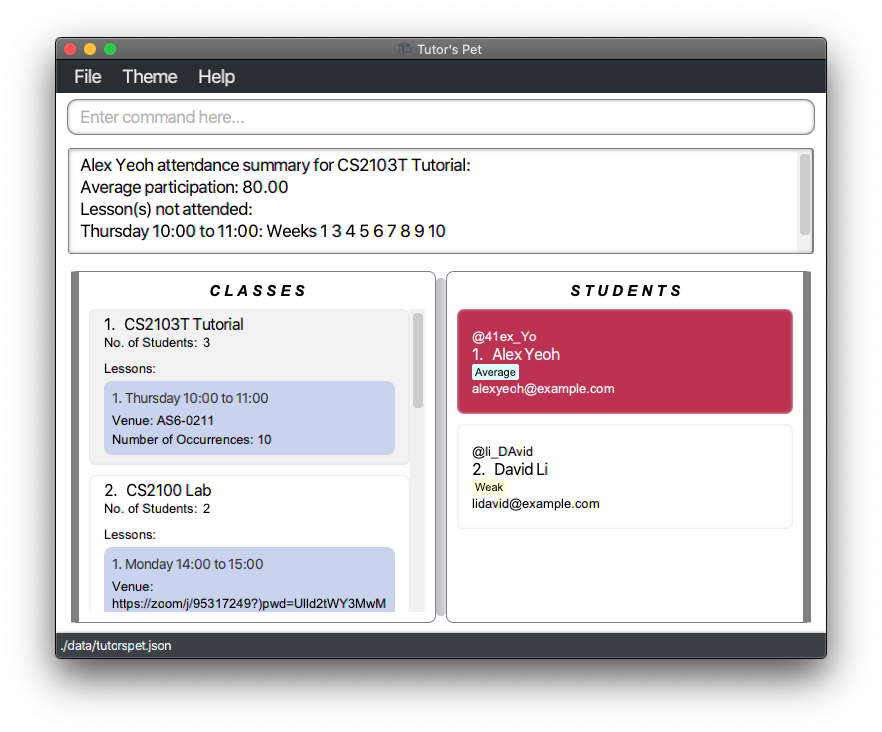 Tutor's Pet
File Theme Help
Enter command here...
Alex Yeoh attendance summary for CS2103T Tutorial:
Average participation: 80.00
Lesson(s) not attended:
Thursday 10:00 to 11:00: Weeks 1 3 4 5 6 7 8 9 10
CLASSES
1. CS2103T Tutorial
No. of Students: 3
Lessons:
1. Thursday 10:00 to 11:00
Venue: AS6-0211
Number of Occurrences: 10
2. CS2100 Lab
No. of Students: 2
Lessons:
1. Monday 14:00 to 15:00
Venue:
https://zoom/j/95317249?)pwd=UlId2tWY3MwM
STUDENTS
@41ex_Yo
1. Alex Yeoh
Average
alexyeoh@example.com
@li_DAvid
2. David Li
Weak
lidavid@example.com
./data/tutorspet.json